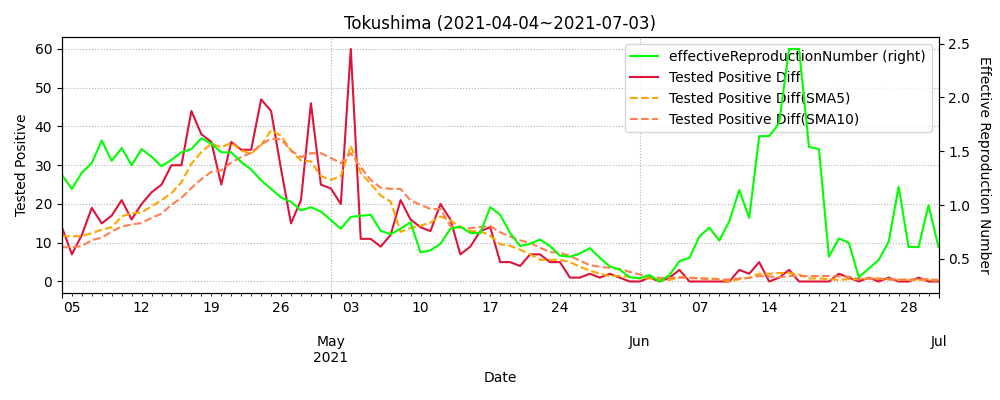 Tokushima (2021-04-04~2021-07-03)
effectiveReproductionNumber (right)
Tested Positive Diff
Tested Positive Diff(SMA5)
Tested Positive Diff(SMA10)
Tested Positive
60
50
40
30
20
10
0
2.5
2.0
1.5
1.0
0.5
Effective Reproduction Number
05 12 19 26 03 10 17 24 31 07 14 21 28
May Jun Jul
2021
Date